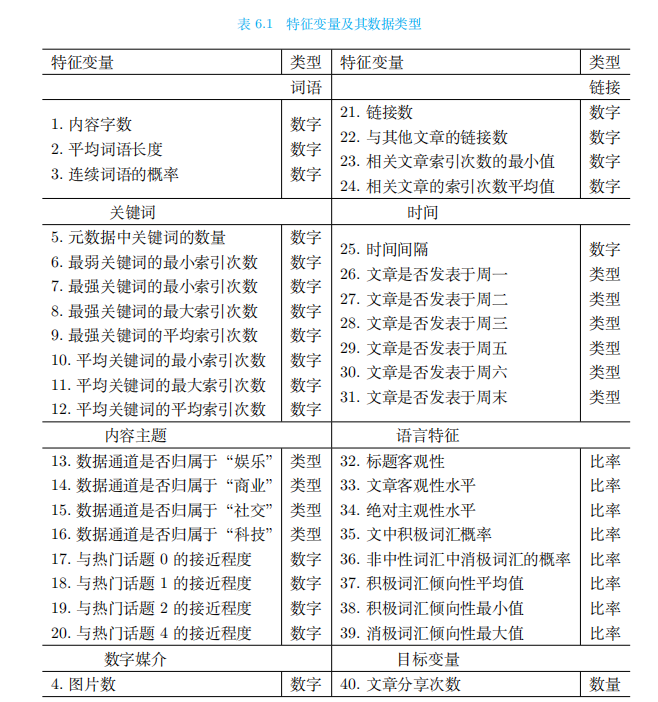 表 6.1 特征变量及其数据类型
特征变量 类型 特征变量 类型
词语 链接
1. 内容字数 数字
2. 平均词语长度 数字
3. 连续词语的概率 数字
21. 链接数 数字
22. 与其他文章的链接数 数字
23. 相关文章索引次数的最小值 数字
24. 相关文章的索引次数平均值 数字
关键词 时间
5. 元数据中关键词的数量 数字
6. 最弱关键词的最小索引次数 数字
7. 最强关键词的最小索引次数 数字
8. 最强关键词的最大索引次数 数字
9. 最强关键词的平均索引次数 数字
10. 平均关键词的最小索引次数 数字
11. 平均关键词的最大索引次数 数字
12. 平均关键词的平均索引次数 数字
25. 时间间隔 数字
26. 文章是否发表于周一 类型
27. 文章是否发表于周二 类型
28. 文章是否发表于周三 类型
29. 文章是否发表于周五 类型
30. 文章是否发表于周六 类型
31. 文章是否发表于周末 类型
内容主题 语言特征
13. 数据通道是否归属于“娱乐” 类型 32. 标题客观性 比率
14. 数据通道是否归属于“商业” 类型 33. 文章客观性水平 比率
15. 数据通道是否归属于“社交” 类型 34. 绝对主观性水平 比率
16. 数据通道是否归属于“科技” 类型 35. 文中积极词汇概率 比率
17. 与热门话题 0 的接近程度 数字 36. 非中性词汇中消极词汇的概率 比率
18. 与热门话题 1 的接近程度 数字 37. 积极词汇倾向性平均值 比率
19. 与热门话题 2 的接近程度 数字 38. 积极词汇倾向性最小值 比率
20. 与热门话题 4 的接近程度 数字 39. 消极词汇倾向性最大值 比率
数字媒介 目标变量
4. 图片数 数字 40. 文章分享次数 数量